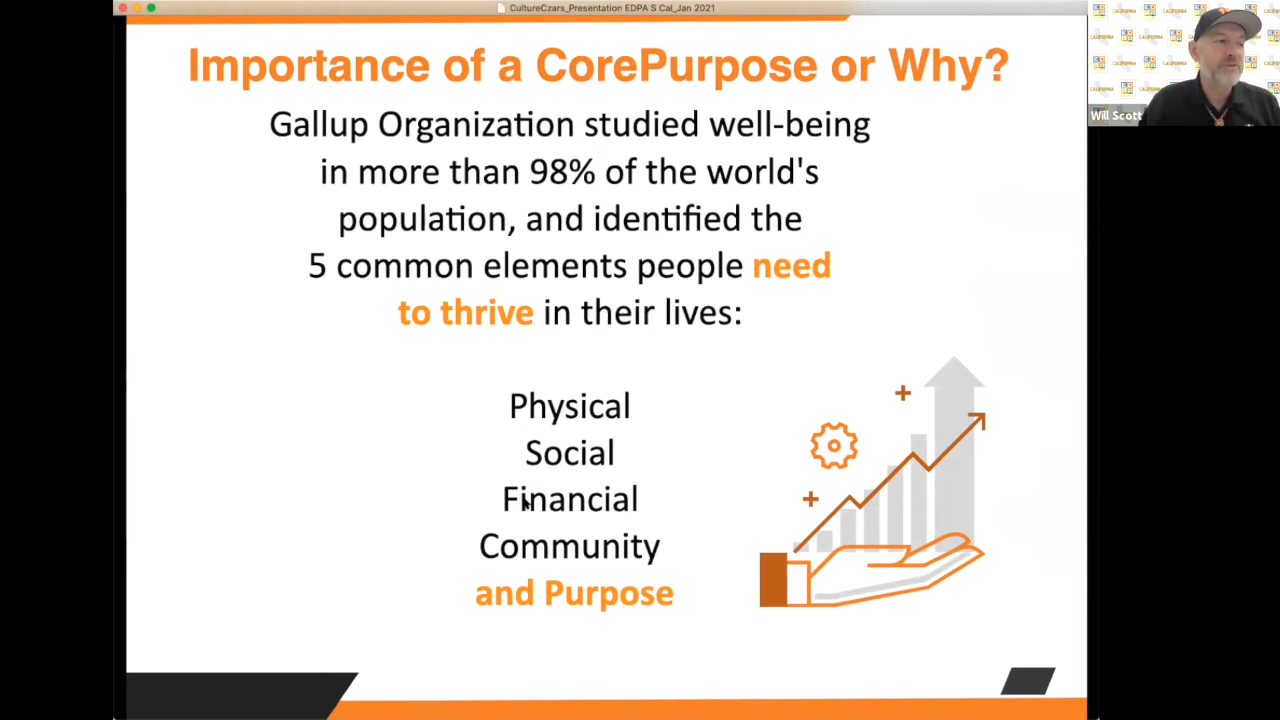 CultureCzars_Presentation EDPA S Cal_Jan 2021
Importance of a CorePurpose or Why?
Gallup Organization studied well-being
in more than 98% of the world's
population, and identified the
5 common elements people need
to thrive in their lives:
Physical
Social
Financial
Community
and Purpose
Will Scott